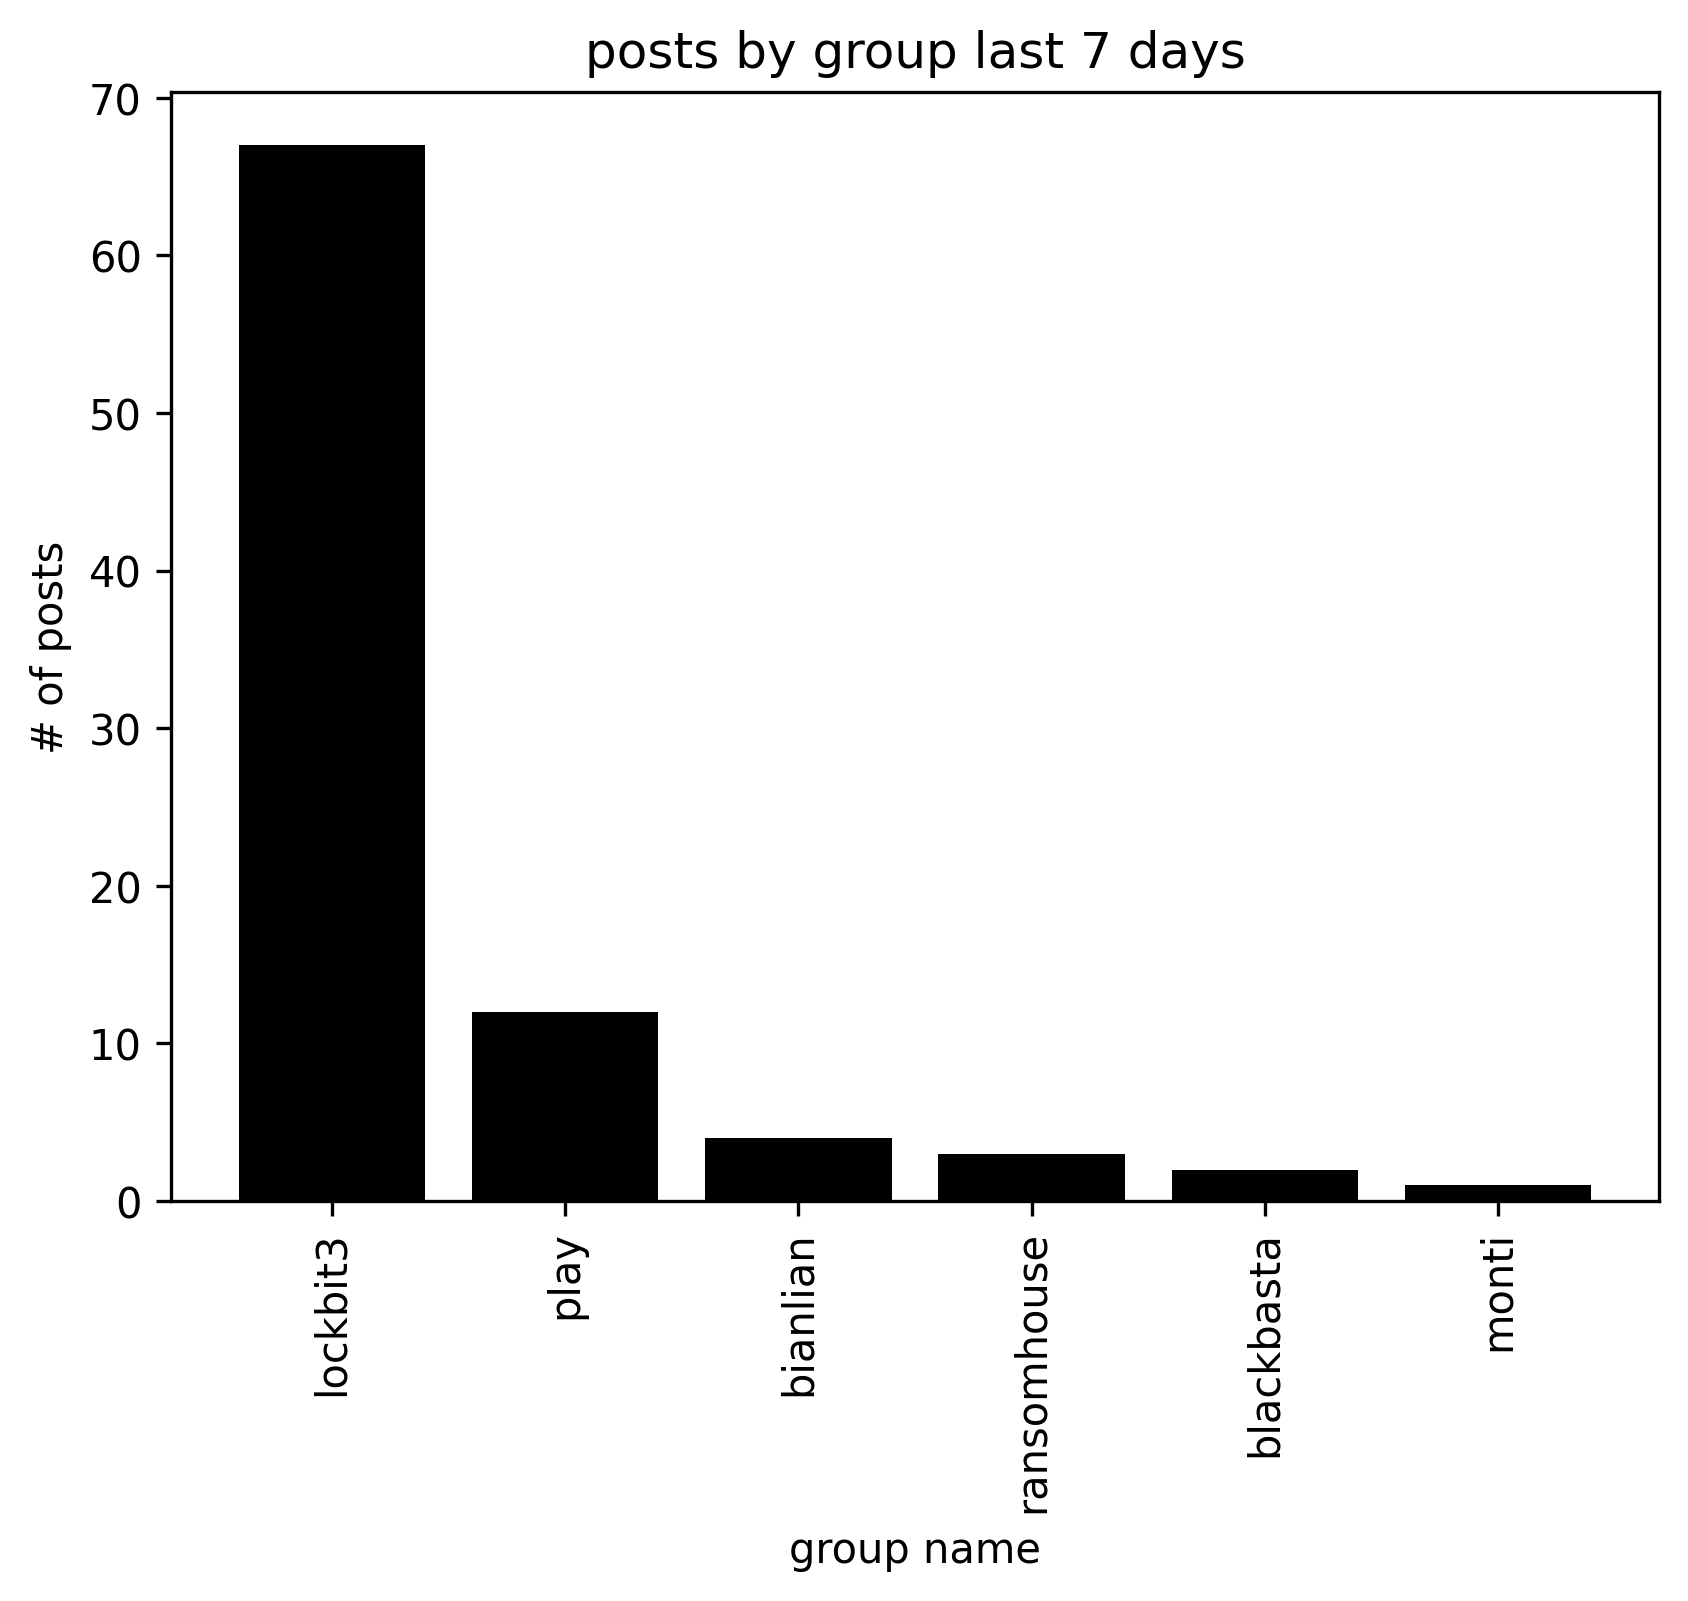 posts by group last 7 days
70
60
50
40
30
20
10
0
# of posts
lockbit3
play
bianlian
ransomhouse
blackbasta
monti
group name